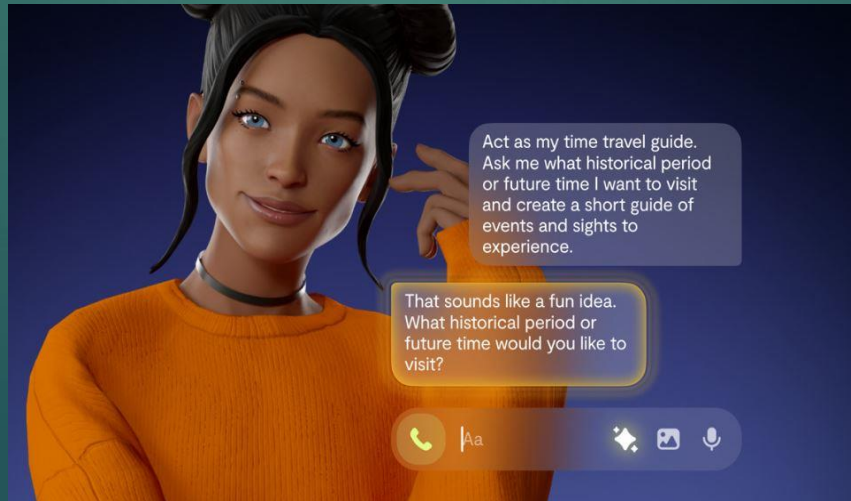 Act as my time travel guide.
Ask me what historical period
or future time I want to visit
and create a short guide of
events and sights to
experience.
That sounds like a fun idea.
What historical period or
future time would you like to
visit?
Aa